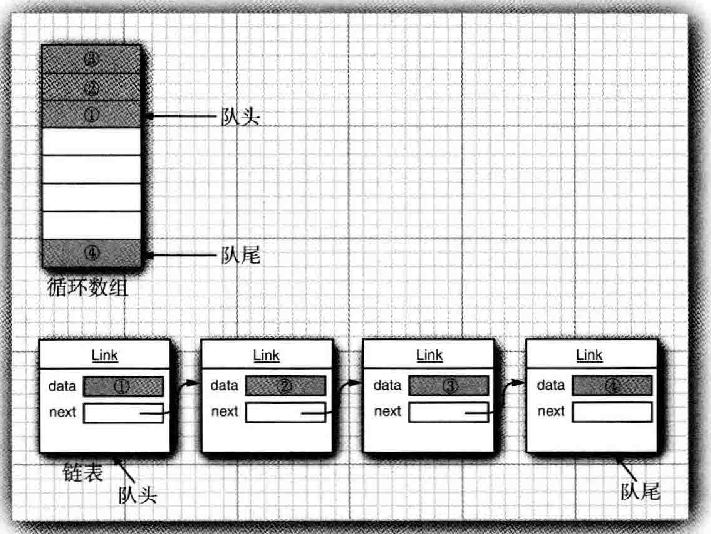 ③
②
①
队头
④
队尾
循环数组
Link
Link
Link
Link
data ①
data ②
data ③
data ④
next
next
next
next
链表
队头
队尾